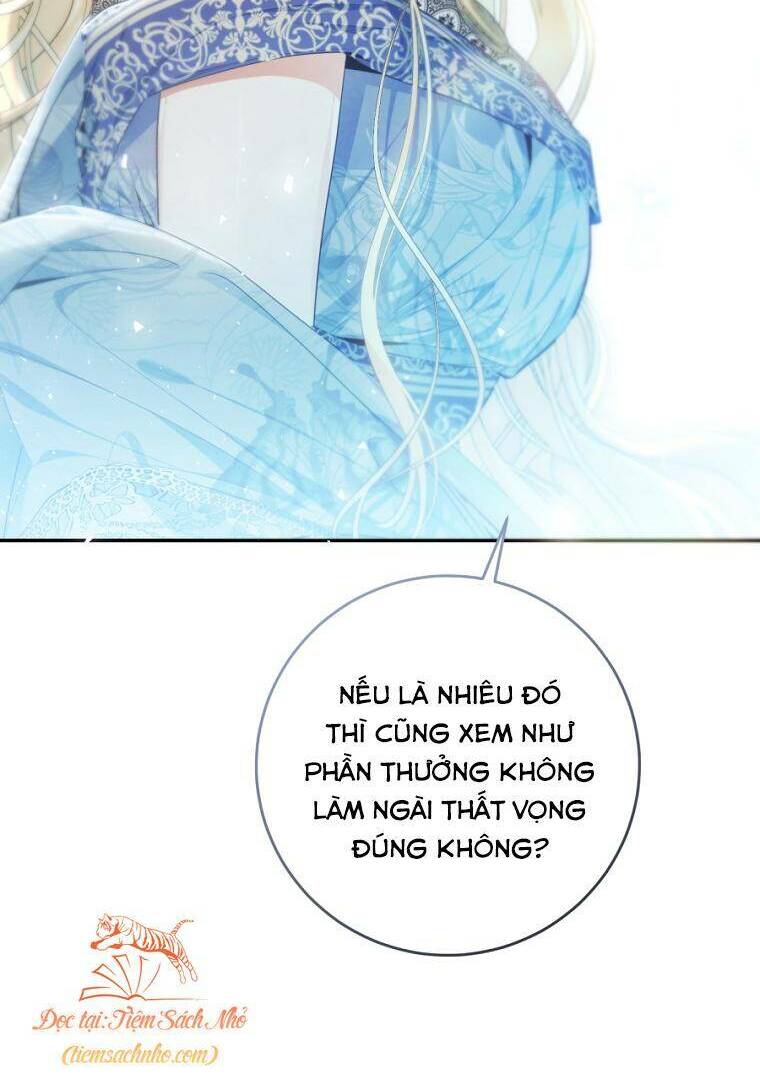 NẾU LÀ NHIÊU ĐÓ
THÌ CŨNG XEM NHƯ
PHẦN THƯỞNG KHÔNG
LÀM NGÀI THẤT VỌNG
ĐÚNG KHÔNG?
Đọc tại: Tiệm Sách Nhỏ
(tiemsachnho.com)